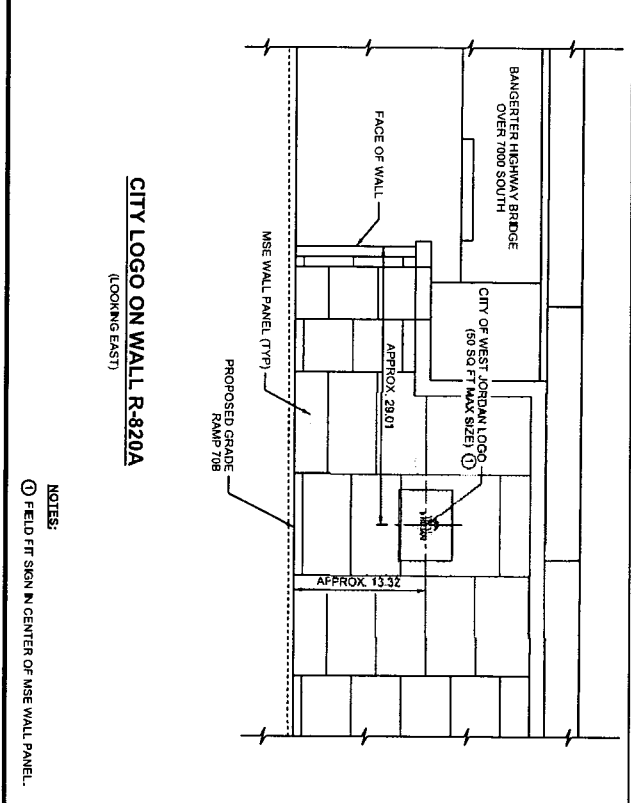 BANGERTER HIGHWAY BRIDGE
OVER 7000 SOUTH
CITY OF WEST JORDAN LOGO
(50 SQ FT MAX SIZE) ①
FACE OF WALL
APPROX. 29.01
MSE WALL PANEL (TYP)
APPROX. 13.32
PROPOSED GRADE
RAMP 70B
CITY LOGO ON WALL R-820A
(LOOKING EAST)
NOTES:
① FIELD FIT SIGN IN CENTER OF MSE WALL PANEL.